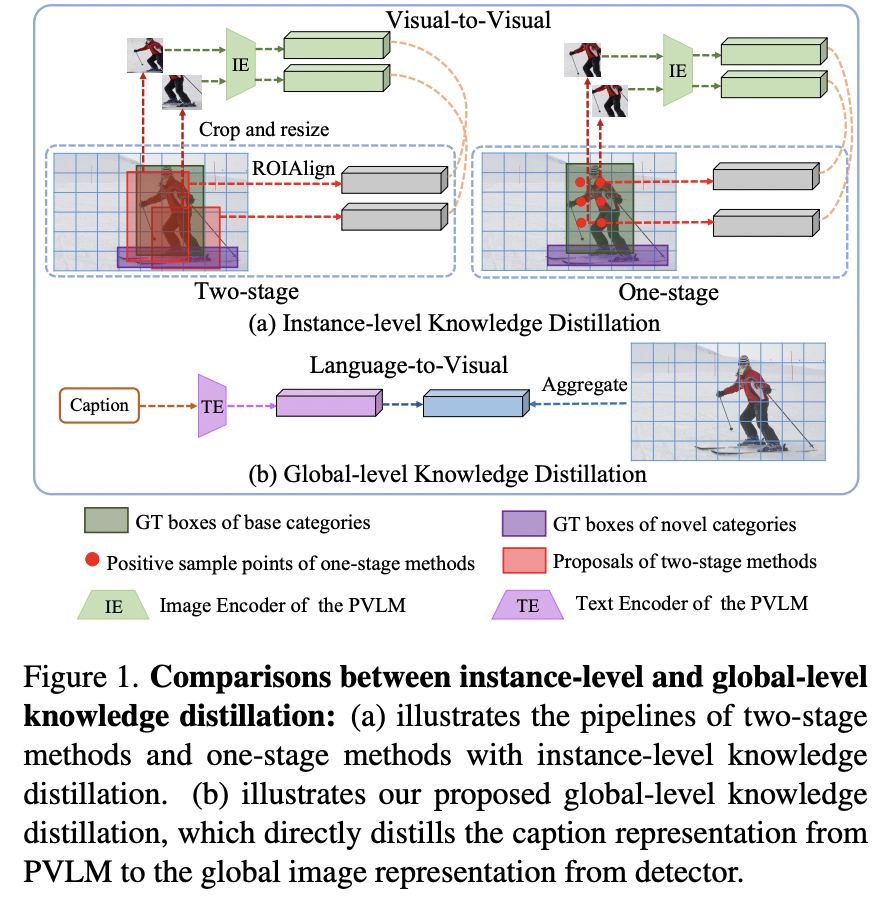 Visual-to-Visual
IE
IE
Crop and resize
ROIAlign
Two-stage
One-stage
(a) Instance-level Knowledge Distillation
Language-to-Visual
Caption
TE
Aggregate
(b) Global-level Knowledge Distillation
GT boxes of base categories
GT boxes of novel categories
Positive sample points of one-stage methods
Proposals of two-stage methods
IE
Image Encoder of the PVLM
TE
Text Encoder of the PVLM
Figure 1. Comparisons between instance-level and global-level
knowledge distillation: (a) illustrates the pipelines of two-stage
methods and one-stage methods with instance-level knowledge
distillation. (b) illustrates our proposed global-level knowledge
distillation, which directly distills the caption representation from
PVLM to the global image representation from detector.